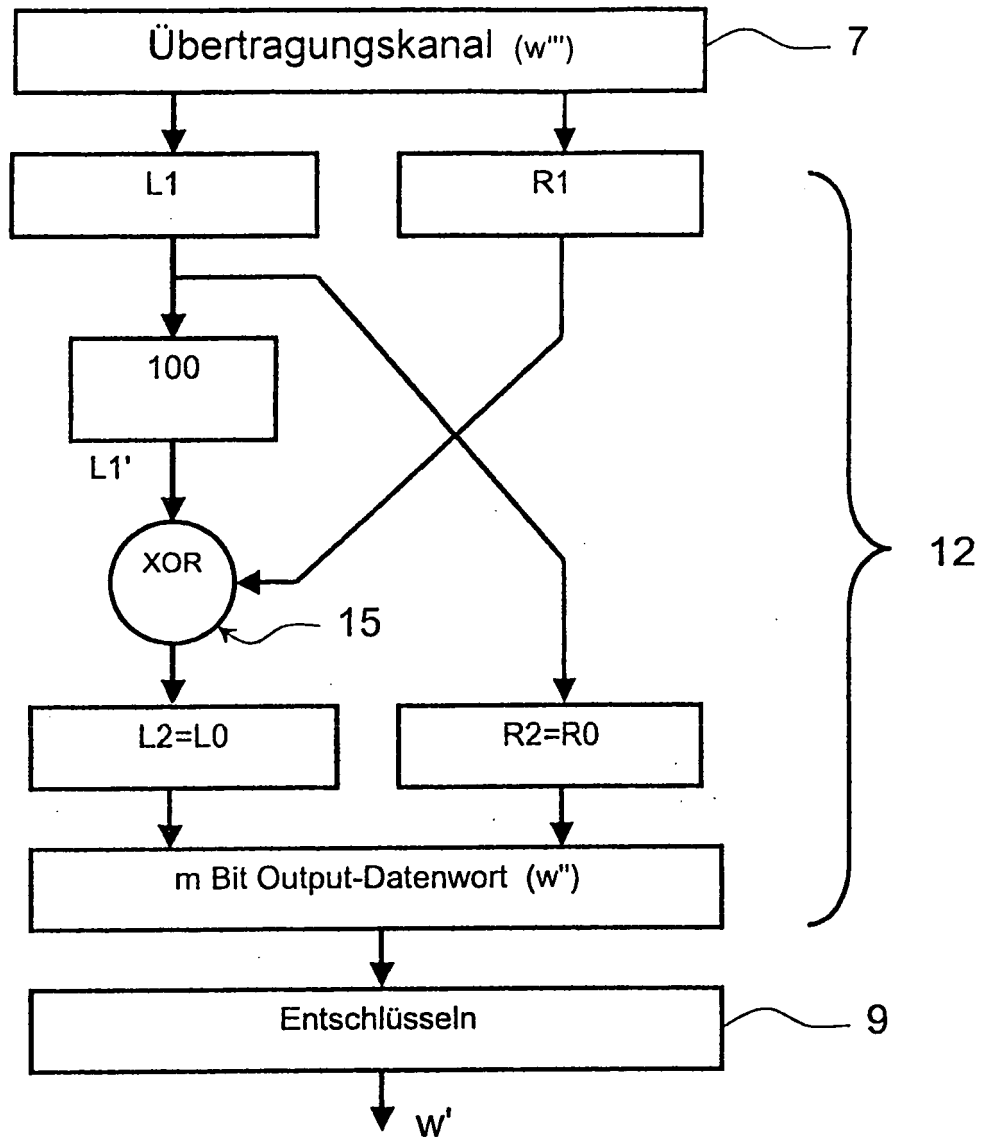 Übertragungskanal (w''')
7
L1
R1
100
L1'
XOR
12
15
L2=L0
R2=R0
m Bit Output-Datenwort (w'')
Entschlüsseln
9
w'